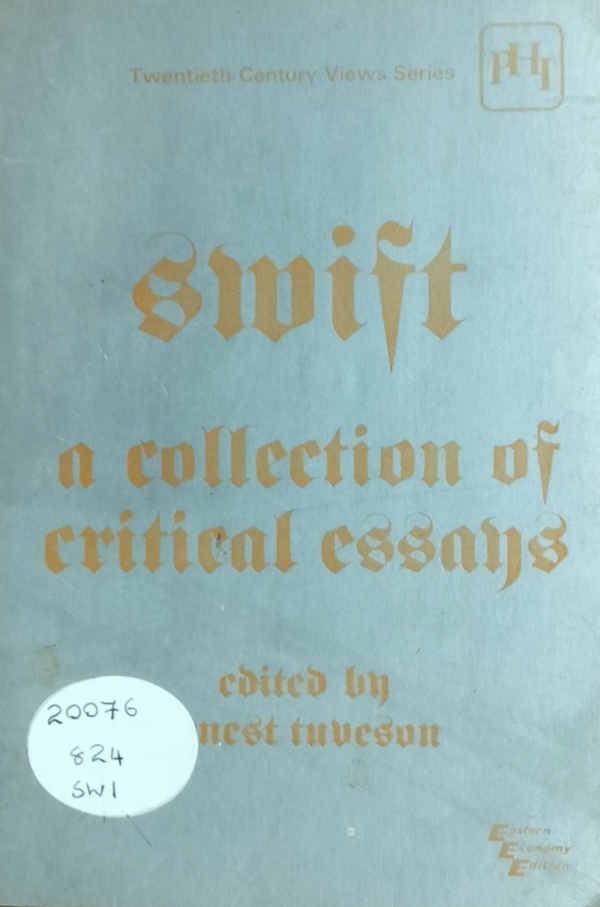 Twentieth Century Views Series
PHI
swift
a collection of
critical essays
edited by
nest tuveson
20076
824
SWI
Eastern
Economy
Edition